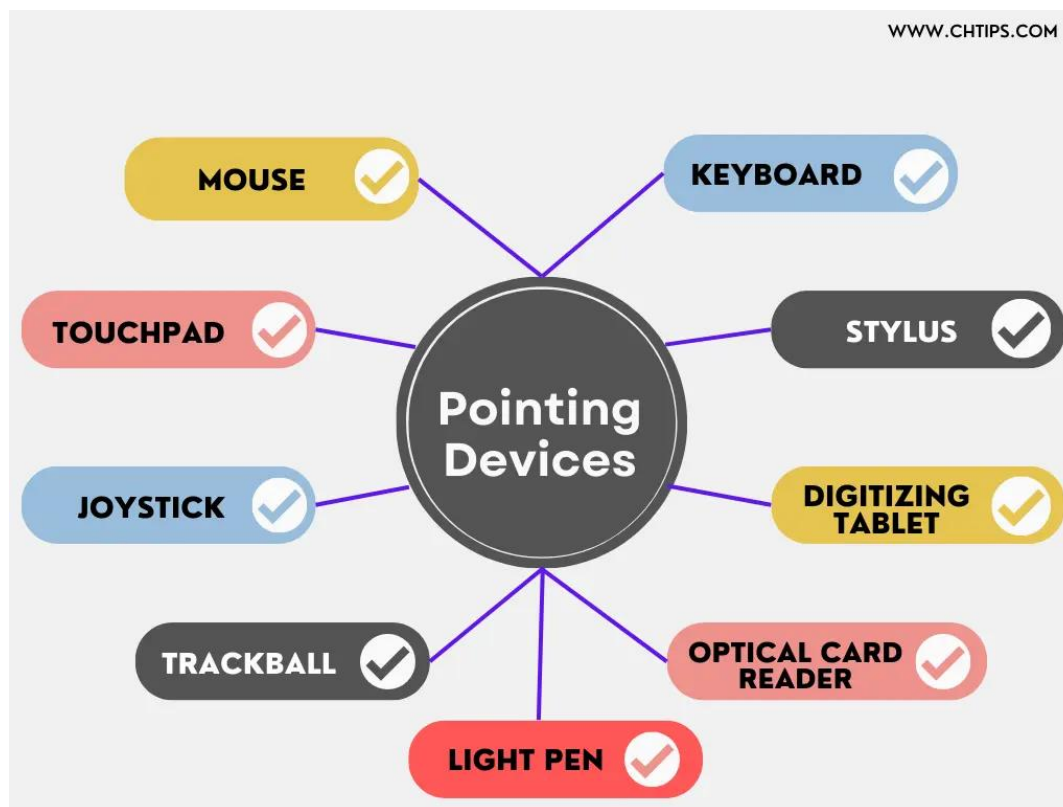 WWW.CHTIPS.COM
MOUSE
KEYBOARD
TOUCHPAD
STYLUS
Pointing
Devices
JOYSTICK
DIGITIZING
TABLET
TRACKBALL
OPTICAL CARD
READER
LIGHT PEN